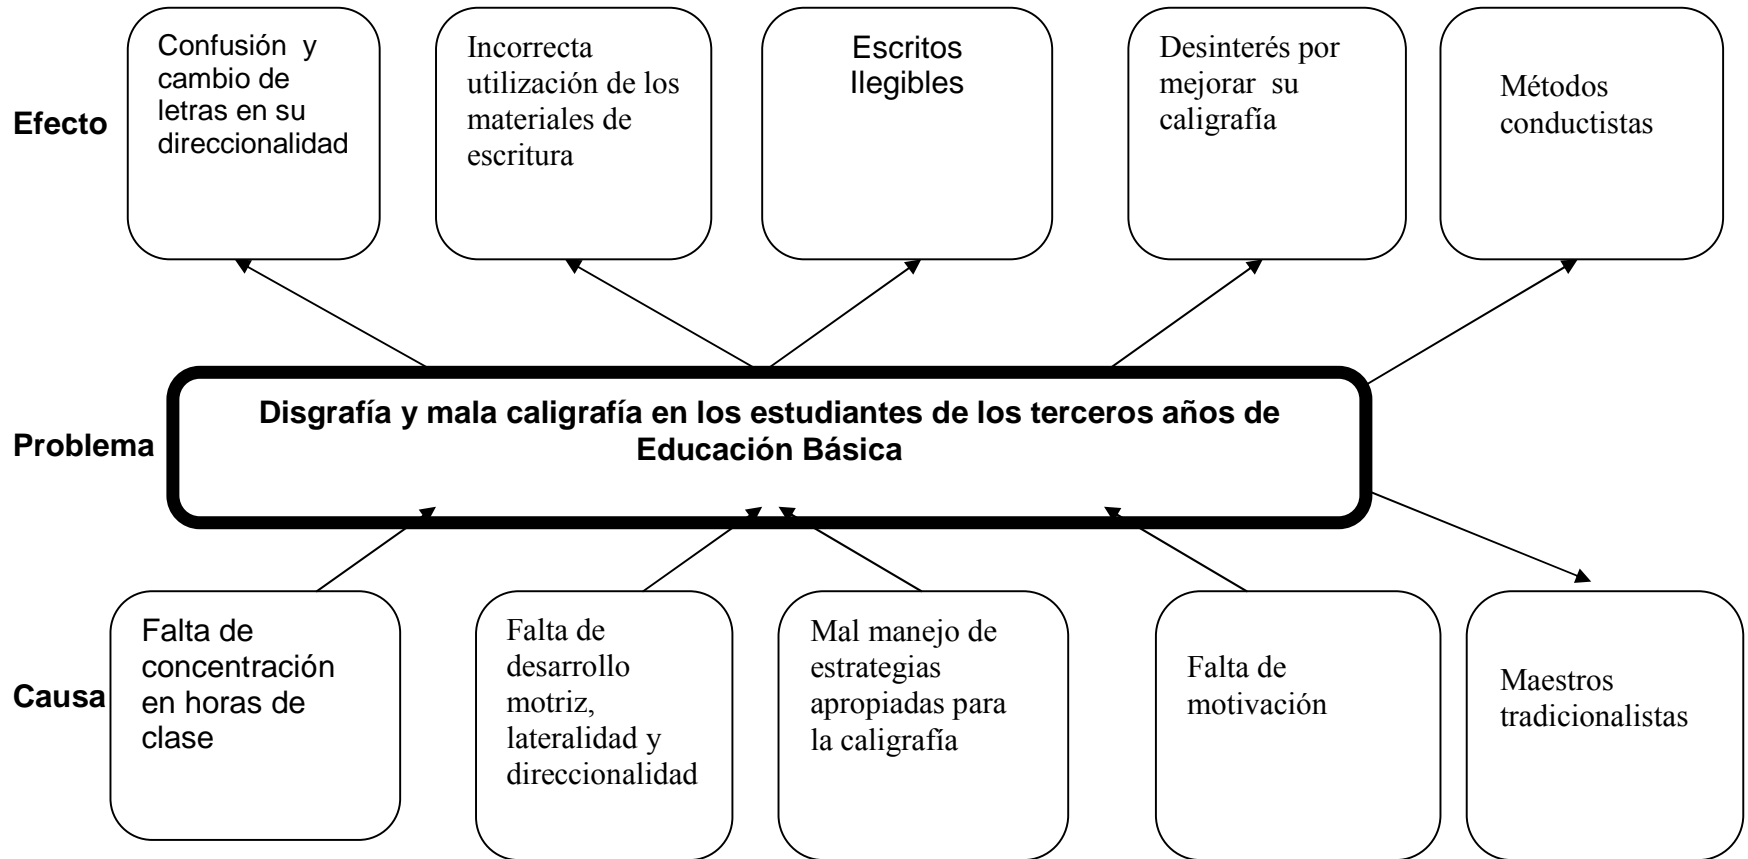 Efecto
Confusión y
cambio de
letras en su
direccionalidad
Incorrecta
utilización de los
materiales de
escritura
Escritos
Ilegibles
Desinterés por
mejorar su
caligrafía
Métodos
conductistas
Problema
Disgrafía y mala caligrafía en los estudiantes de los terceros años de
Educación Básica
Causa
Falta de
concentración
en horas de
clase
Falta de
desarrollo
motriz,
lateralidad y
direccionalidad
Mal manejo de
estrategias
apropiadas para
la caligrafía
Falta de
motivación
Maestros
tradicionalistas